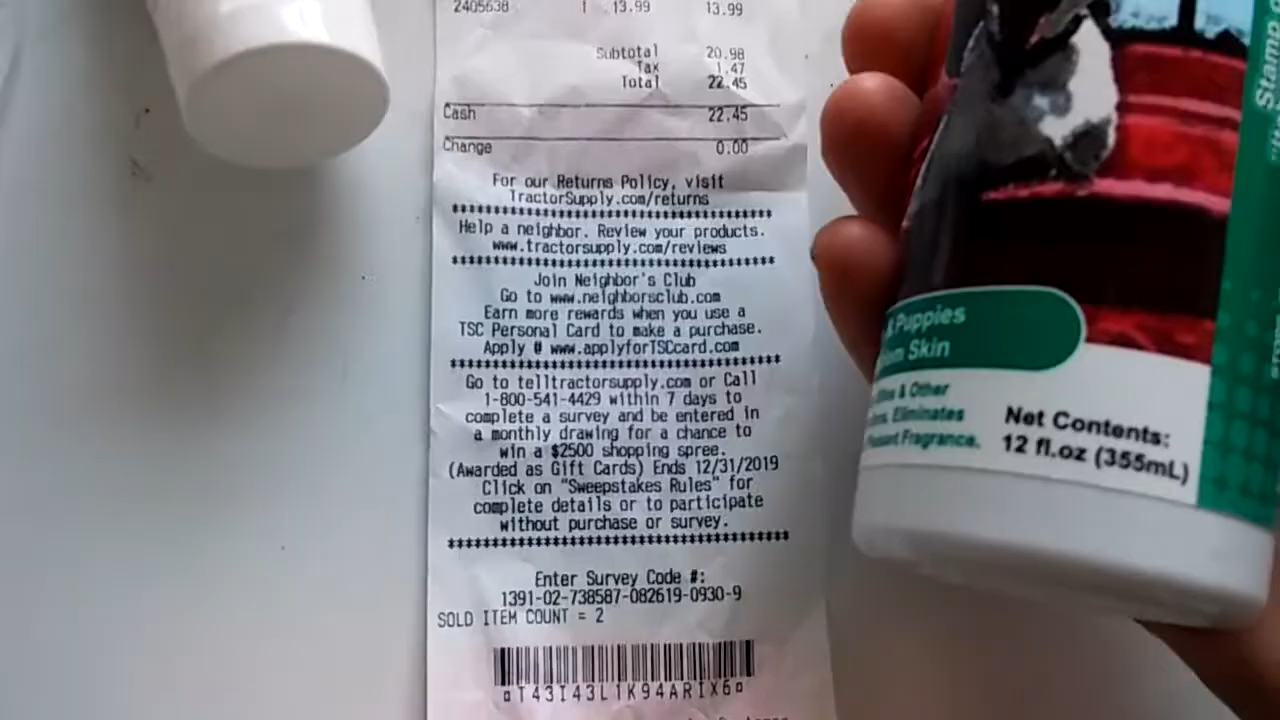 2405638 1 13.99 13.99
Subtotal 20.98
Tax 1.47
Total 22.45
Cash 22.45
Change 0.00
For our Returns Policy, visit
TractorSupply.com/returns
****************************************
Help a neighbor. Review your products.
www.tractorsupply.com/reviews
****************************************
Join Neighbor's Club
Go to www.neighborsclub.com
Earn more rewards when you use a
TSC Personal Card to make a purchase.
Apply @ www.applyforTSCcard.com
****************************************
Go to telltractorsupply.com or Call
1-800-541-4429 within 7 days to
complete a survey and be entered in
a monthly drawing for a chance to
win a $2500 shopping spree.
(Awarded as Gift Cards) Ends 12/31/2019
Click on "Sweepstakes Rules" for
complete details or to participate
without purchase or survey.
****************************************
Enter Survey Code #:
1391-02-738587-082619-0930-9
SOLD ITEM COUNT = 2
¤T43I43L1K94ARIX6¤
Stamp
& Puppies
Skin
& Other
Eliminates
Fragrance.
Net Contents:
12 fl.oz (355mL)